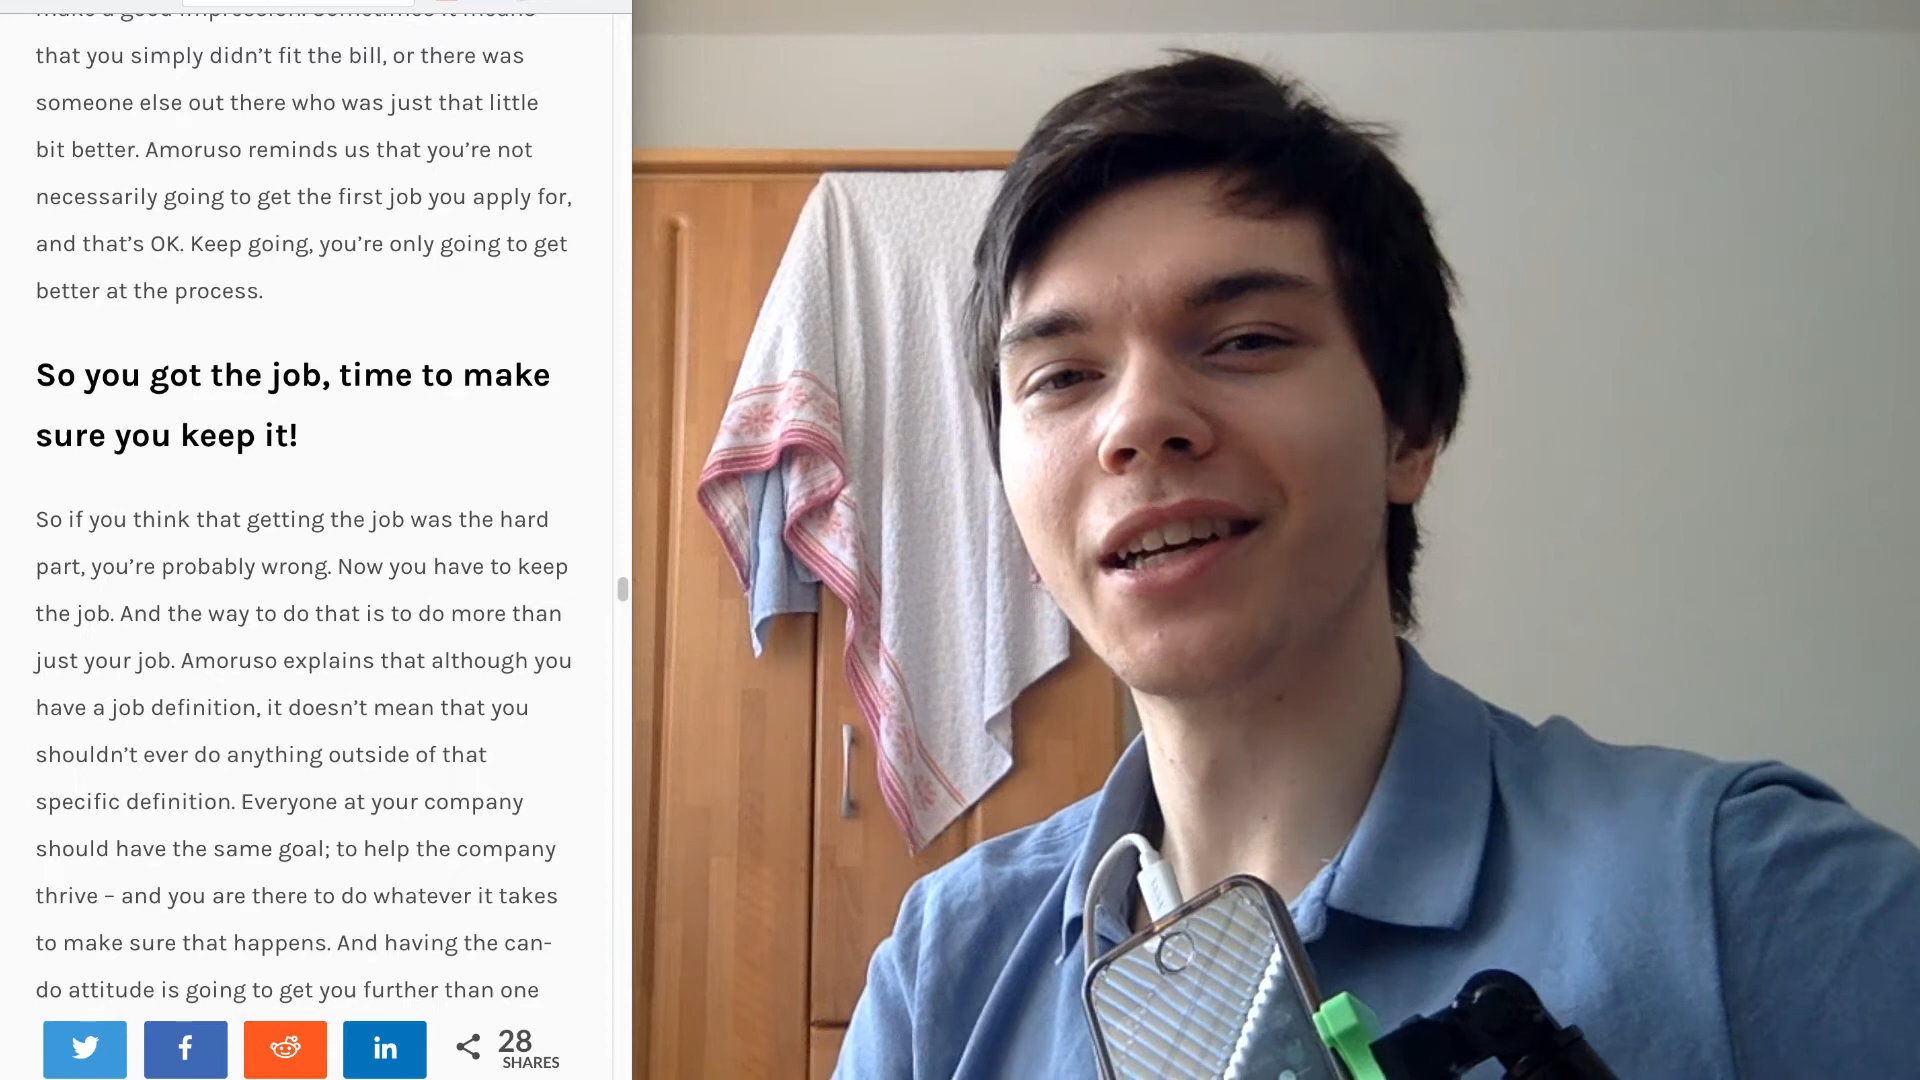 make a good impression. Sometimes it means
that you simply didn’t fit the bill, or there was
someone else out there who was just that little
bit better. Amoruso reminds us that you’re not
necessarily going to get the first job you apply for,
and that’s OK. Keep going, you’re only going to get
better at the process.
So you got the job, time to make
sure you keep it!
So if you think that getting the job was the hard
part, you’re probably wrong. Now you have to keep
the job. And the way to do that is to do more than
just your job. Amoruso explains that although you
have a job definition, it doesn’t mean that you
shouldn’t ever do anything outside of that
specific definition. Everyone at your company
should have the same goal; to help the company
thrive – and you are there to do whatever it takes
to make sure that happens. And having the can-
do attitude is going to get you further than one
28
SHARES